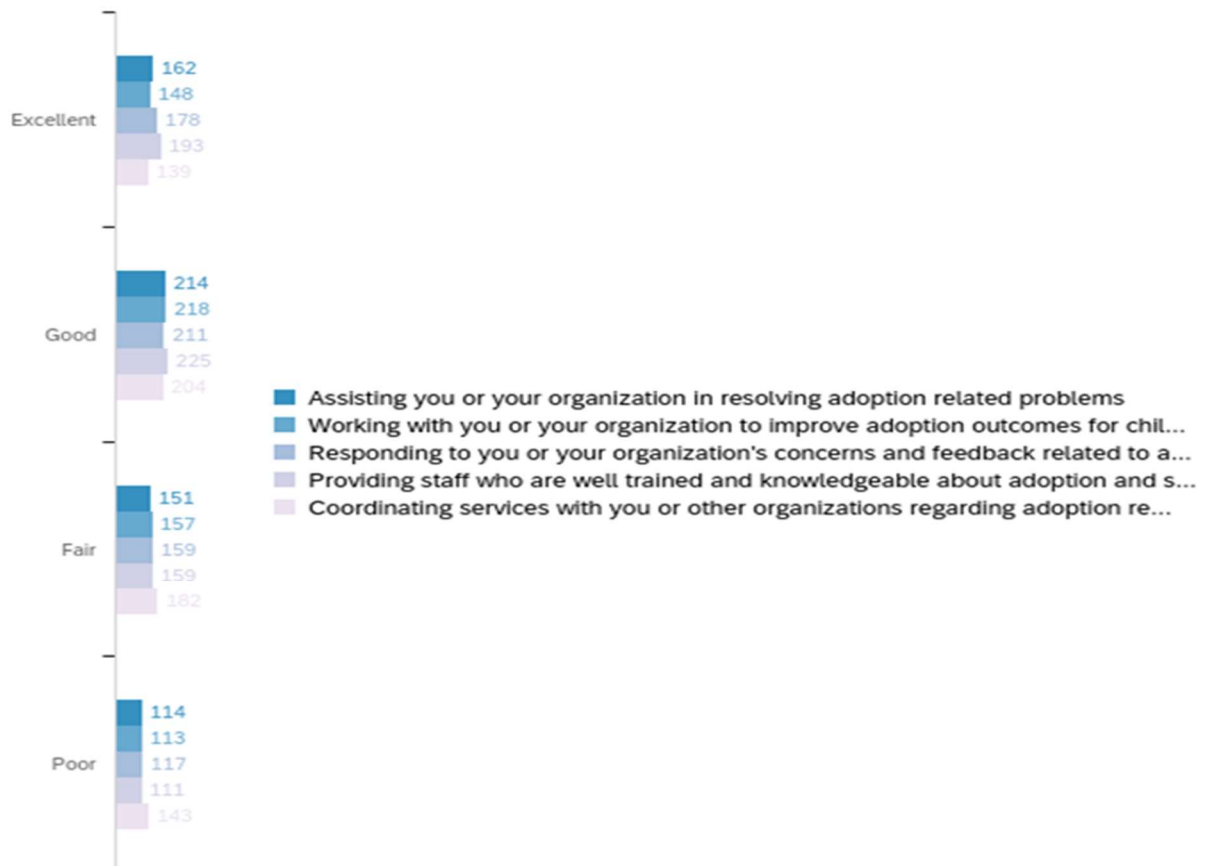 162
148
Excellent 178
193
139
214
218
Good 211
225
204
Assisting you or your organization in resolving adoption related problems
Working with you or your organization to improve adoption outcomes for chil...
Responding to you or your organization's concerns and feedback related to a...
Providing staff who are well trained and knowledgeable about adoption and s...
Coordinating services with you or other organizations regarding adoption re...
151
157
Fair 159
159
182
114
113
Poor 117
111
143